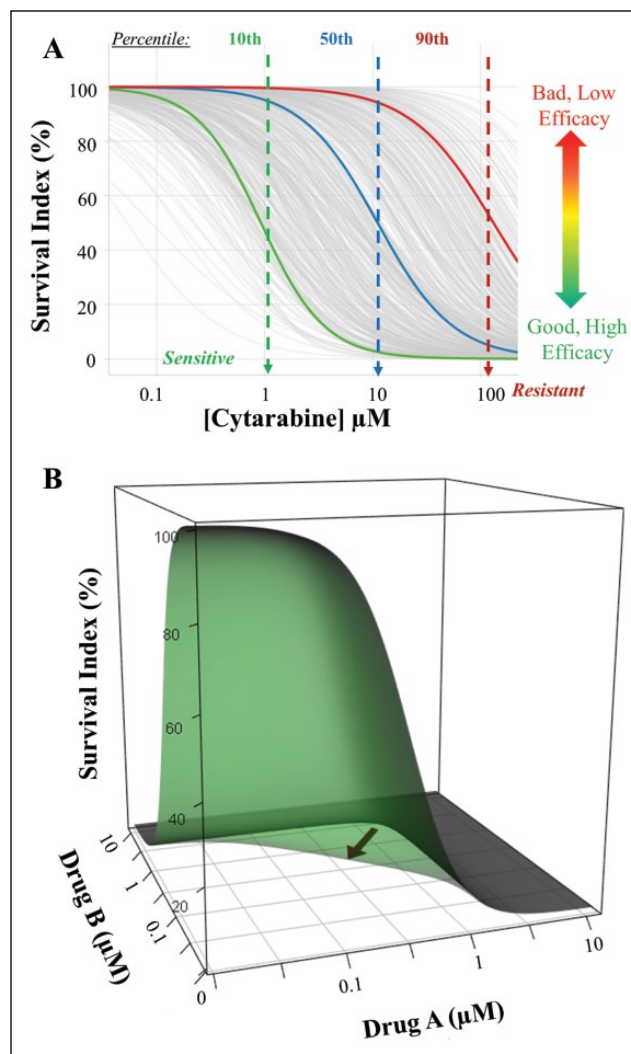 A
Percentile: 10th 50th 90th
100
80
60
40
20
0
Survival Index (%)
Sensitive
0.1 1 10 100
Resistant
[Cytarabine] µM
Bad, Low
Efficacy
Good, High
Efficacy
B
100
80
60
40
20
Survival Index (%)
10
1
0.1
0
Drug B (µM)
0.1 1 10
Drug A (µM)